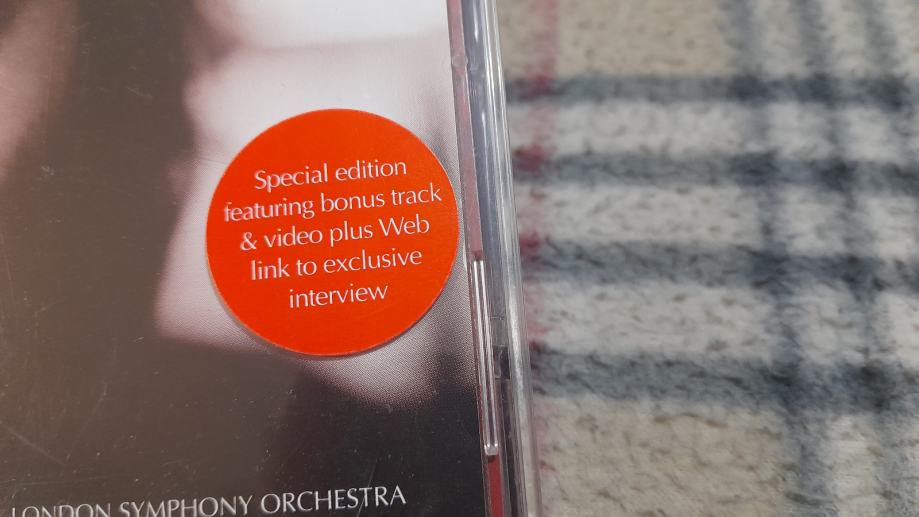 Special edition
featuring bonus track
& video plus Web
link to exclusive
interview
LONDON SYMPHONY ORCHESTRA